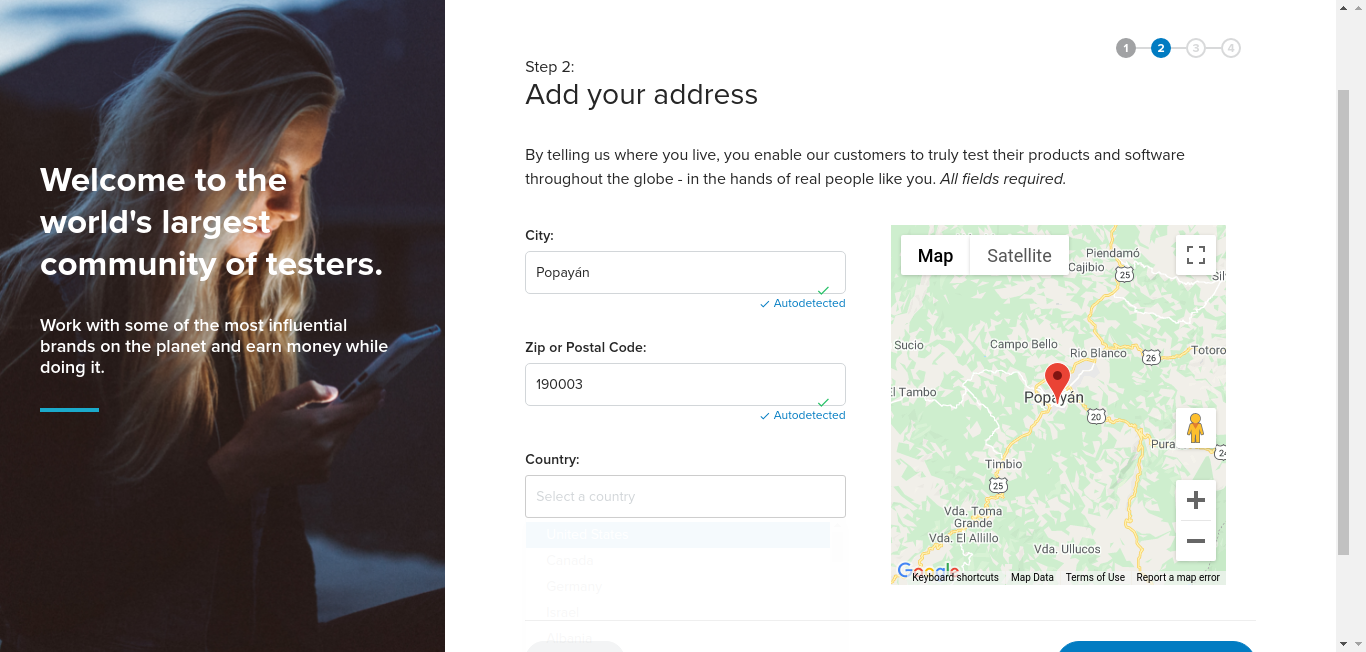 Welcome to the
world's largest
community of testers.
Work with some of the most influential
brands on the planet and earn money while
doing it.
1 2 3 4
Step 2:
Add your address
By telling us where you live, you enable our customers to truly test their products and software
throughout the globe - in the hands of real people like you. All fields required.
City:
Popayán
Autodetected
Zip or Postal Code:
190003
Autodetected
Country:
Select a country
United States
Canada
Germany
Israel
Albania
Map
Satellite
Piendamó
Cajibio
25
Sil
Sucio
Campo Bello
Rio Blanco
26
Totoro
El Tambo
Popayán
20
Pura
24
Timbio
25
Vda. Toma
Grande
Vda. El Alillo
Vda. Ullucos
Google
Keyboard shortcuts
Map Data
Terms of Use
Report a map error